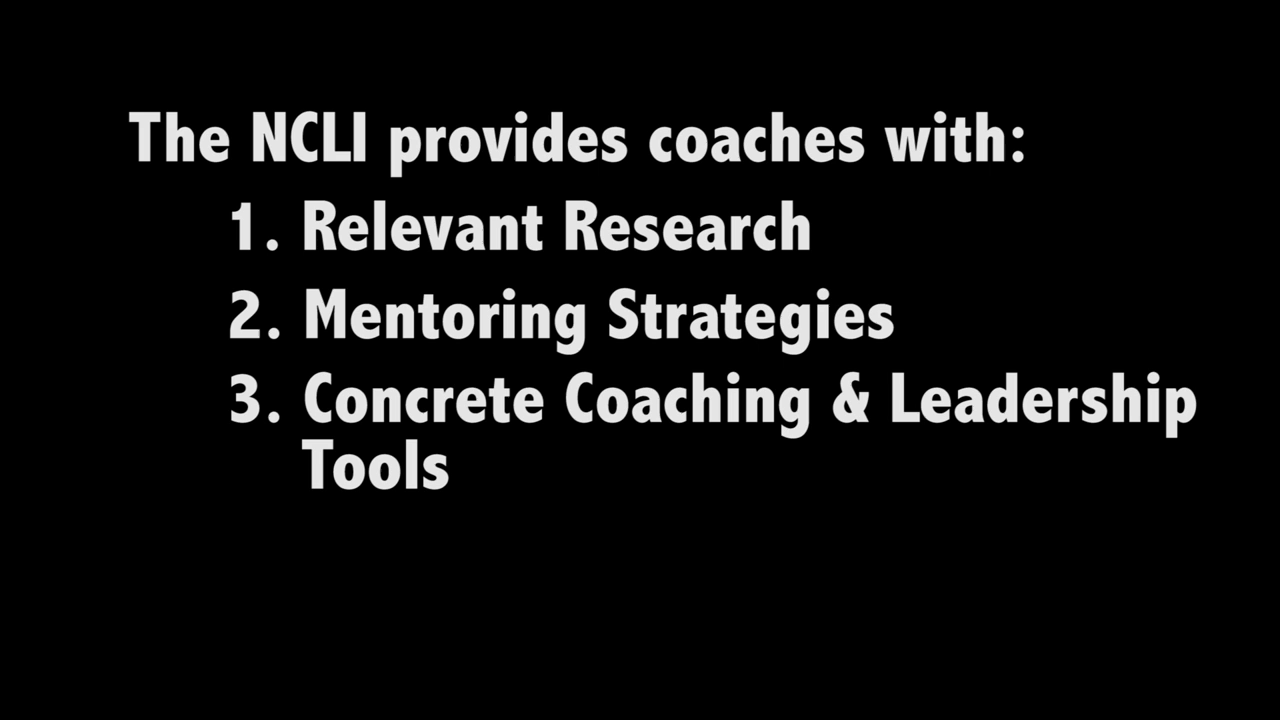 The NCLI provides coaches with:
1. Relevant Research
2. Mentoring Strategies
3. Concrete Coaching & Leadership
Tools